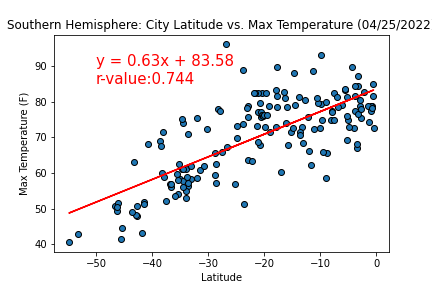 Southern Hemisphere: City Latitude vs. Max Temperature (04/25/2022
y = 0.63x + 83.58
r-value:0.744
Max Temperature (F)
90
80
70
60
50
40
−50
−40
−30
−20
−10
0
Latitude